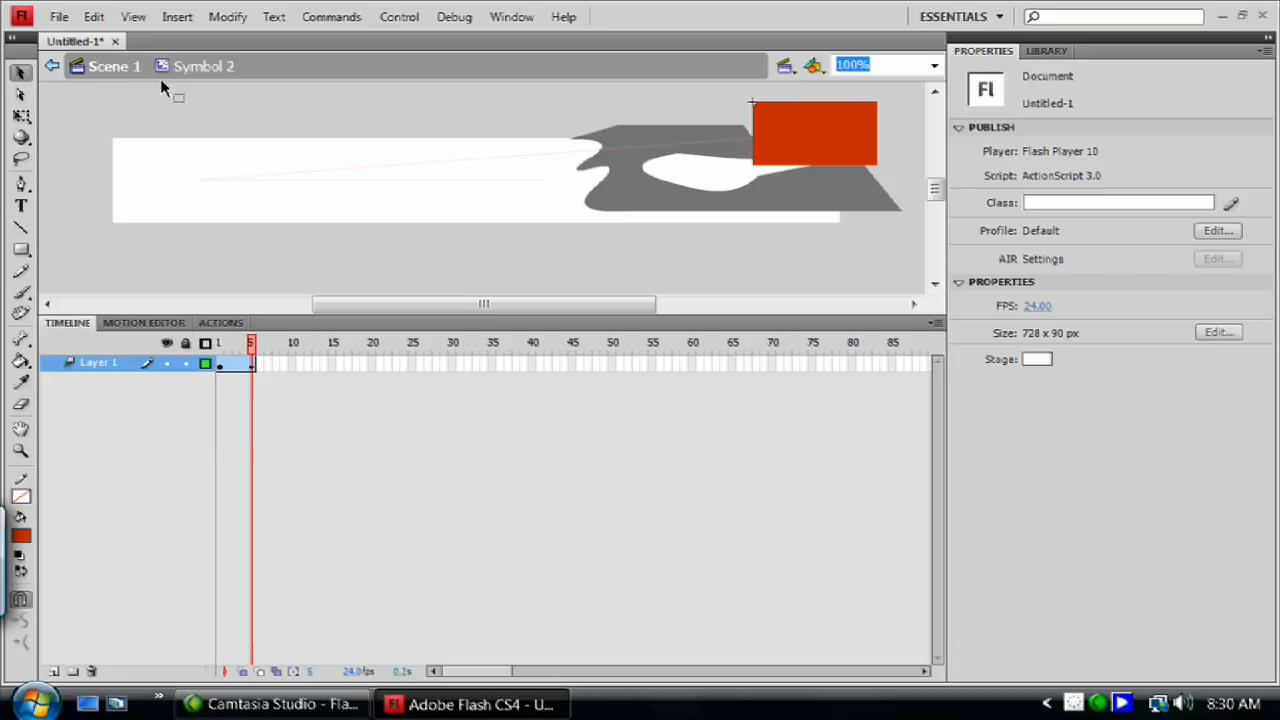 Fl File Edit View Insert Modify Text Commands Control Debug Window Help ESSENTIALS
Untitled-1*
Scene 1 Symbol 2 100%
PROPERTIES LIBRARY
Fl Document
Untitled-1
PUBLISH
Player: Flash Player 10
Script: ActionScript 3.0
Class:
Profile: Default Edit...
AIR Settings Edit...
PROPERTIES
FPS: 24.00
Size: 728 x 90 px Edit...
Stage:
TIMELINE MOTION EDITOR ACTIONS
1 5 10 15 20 25 30 35 40 45 50 55 60 65 70 75 80 85
Layer 1
5 24.0fps 0.2s
Camtasia Studio - Fla... Fl Adobe Flash CS4 - U... 8:30 AM